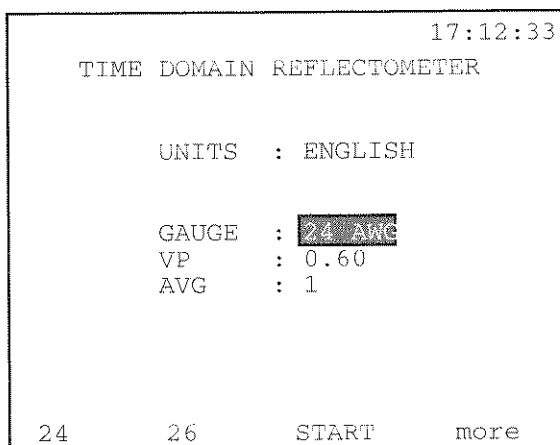 17:12:33
TIME DOMAIN REFLECTOMETER
UNITS : ENGLISH
GAUGE : 24 AWG
VP : 0.60
AVG : 1
24 26 START more